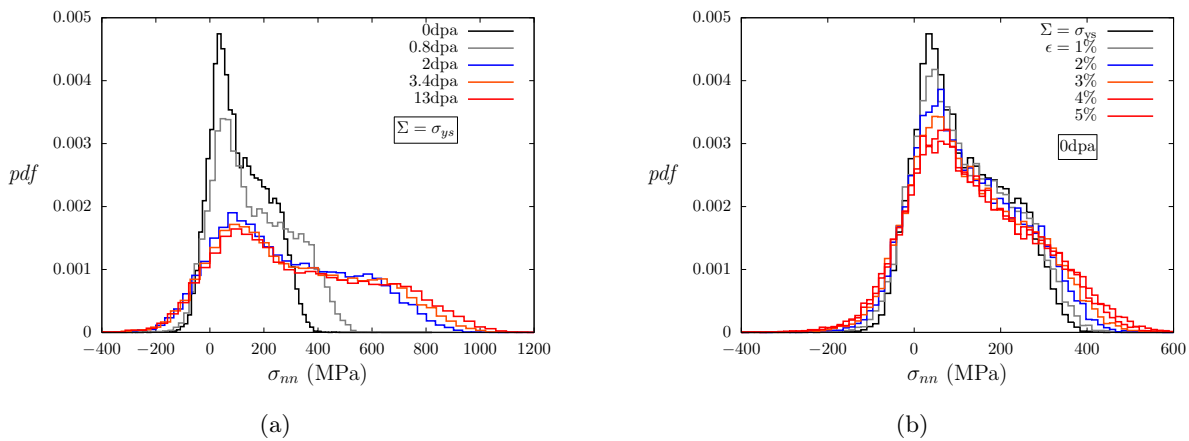 0.005
0.004
0.003
0.002
0.001
0
pdf
−400 −200 0 200 400 600 800 1000 1200
σnn (MPa)
0dpa
0.8dpa
2dpa
3.4dpa
13dpa
Σ = σys
(a)
0.005
0.004
0.003
0.002
0.001
0
pdf
−400 −200 0 200 400 600
σnn (MPa)
Σ = σys
ϵ = 1%
2%
3%
4%
5%
0dpa
(b)